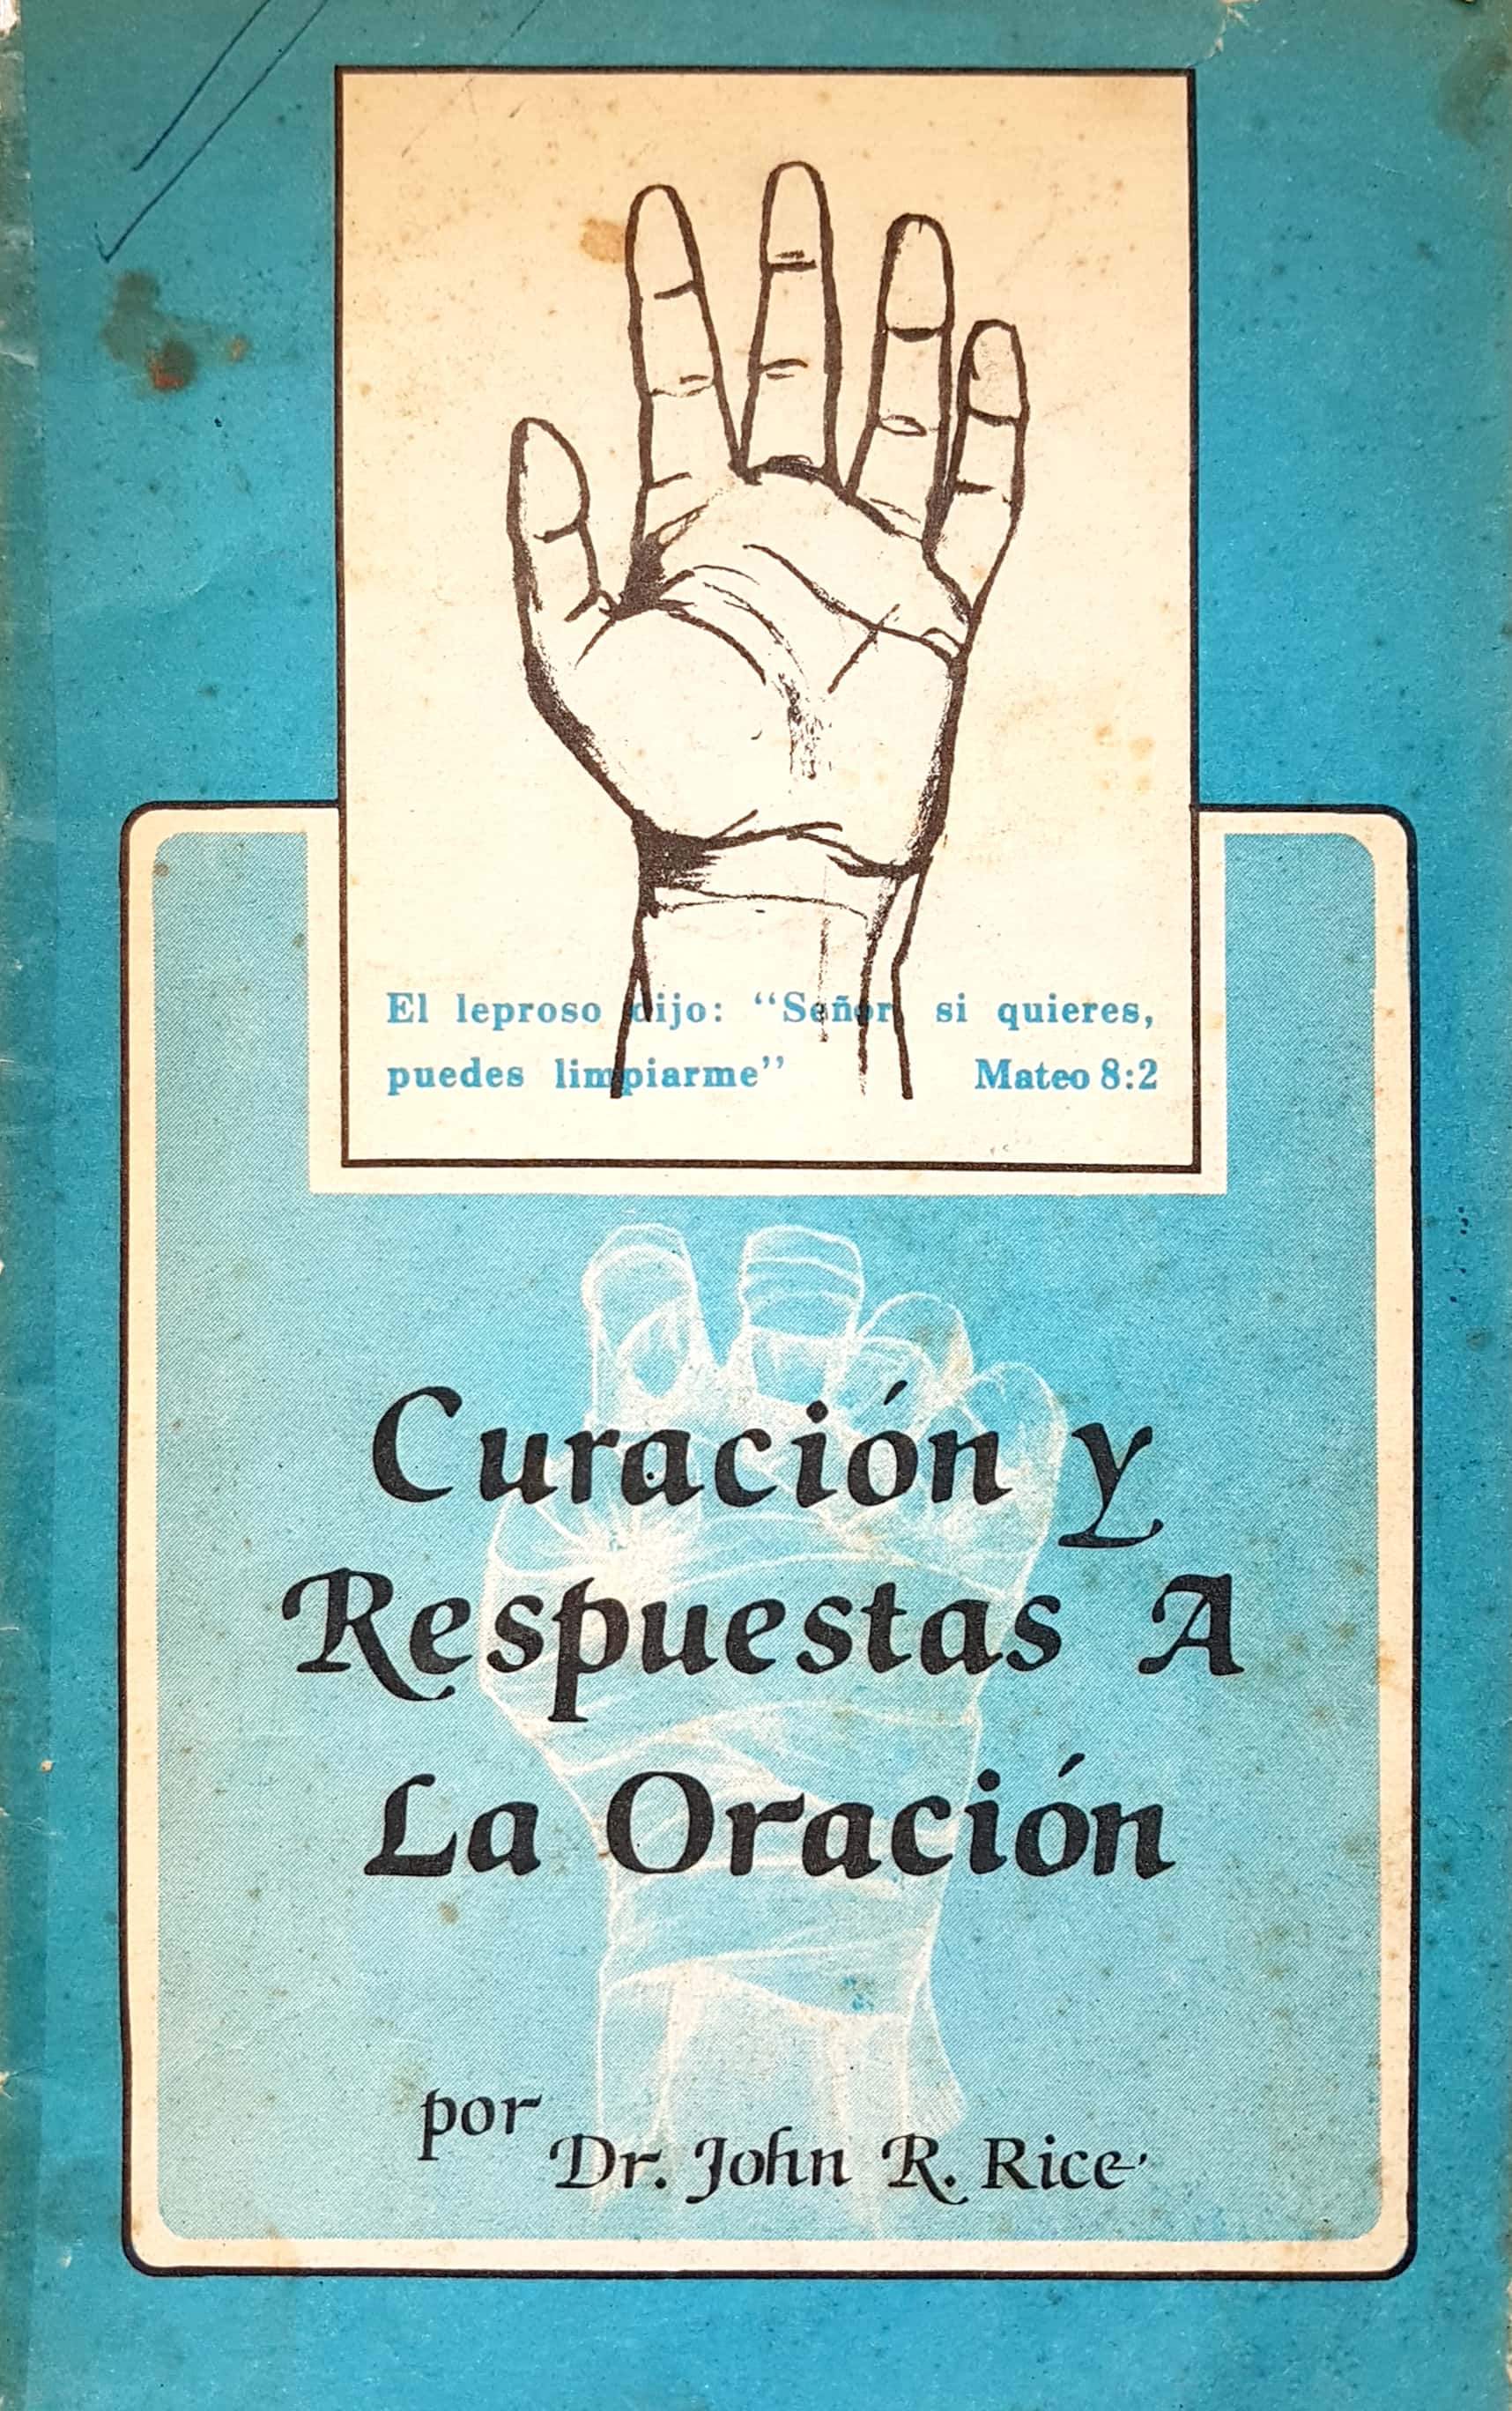 El leproso dijo: “Señor, si quieres,
puedes limpiarme” Mateo 8:2
Curación y
Respuestas A
La Oración
por
Dr. John R. Rice